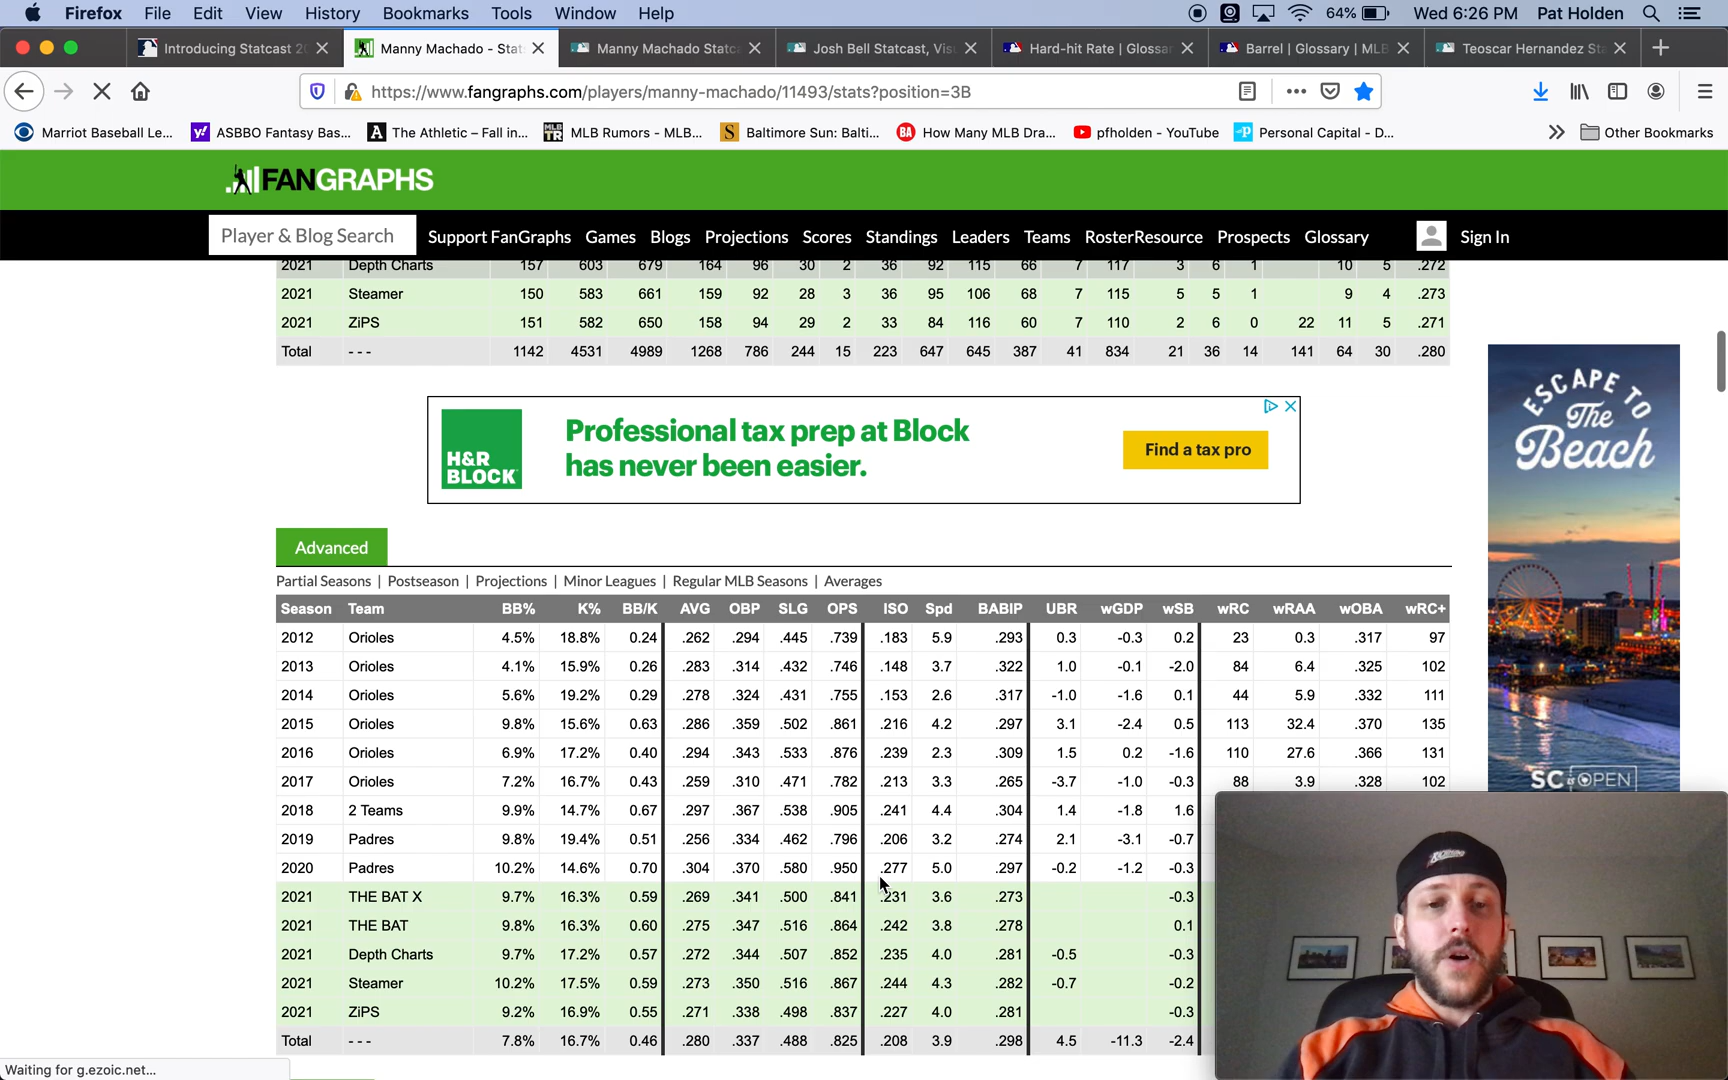 Firefox File Edit View History Bookmarks Tools Window Help 64% Wed 6:26 PM Pat Holden
Introducing Statcast 2 Manny Machado - Stat Manny Machado Statc Josh Bell Statcast, Vis Hard-hit Rate | Glossar Barrel | Glossary | MLB Teoscar Hernandez St
https://www.fangraphs.com/players/manny-machado/11493/stats?position=3B
Marriot Baseball Le... ASBBO Fantasy Bas... The Athletic – Fall in... MLB Rumors - MLB... Baltimore Sun: Balti... How Many MLB Dra... pfholden - YouTube Personal Capital - D... Other Bookmarks
FANGRAPHS
Player & Blog Search Support FanGraphs Games Blogs Projections Scores Standings Leaders Teams RosterResource Prospects Glossary Sign In
2021 Depth Charts 157 603 679 164 96 30 2 36 92 115 66 7 117 3 6 1 10 5 .272
2021 Steamer 150 583 661 159 92 28 3 36 95 106 68 7 115 5 5 1 9 4 .273
2021 ZiPS 151 582 650 158 94 29 2 33 84 116 60 7 110 2 6 0 22 11 5 .271
Total - - - 1142 4531 4989 1268 786 244 15 223 647 645 387 41 834 21 36 14 141 64 30 .280
H&R BLOCK
Professional tax prep at Block
has never been easier.
Find a tax pro
ESCAPE TO
The
Beach
SC is OPEN
Advanced
Partial Seasons | Postseason | Projections | Minor Leagues | Regular MLB Seasons | Averages
Season Team BB% K% BB/K AVG OBP SLG OPS ISO Spd BABIP UBR wGDP wSB wRC wRAA wOBA wRC+
2012 Orioles 4.5% 18.8% 0.24 .262 .294 .445 .739 .183 5.9 .293 0.3 -0.3 0.2 23 0.3 .317 97
2013 Orioles 4.1% 15.9% 0.26 .283 .314 .432 .746 .148 3.7 .322 1.0 -0.1 -2.0 84 6.4 .325 102
2014 Orioles 5.6% 19.2% 0.29 .278 .324 .431 .755 .153 2.6 .317 -1.0 -1.6 0.1 44 5.9 .332 111
2015 Orioles 9.8% 15.6% 0.63 .286 .359 .502 .861 .216 4.2 .297 3.1 -2.4 0.5 113 32.4 .370 135
2016 Orioles 6.9% 17.2% 0.40 .294 .343 .533 .876 .239 2.3 .309 1.5 0.2 -1.6 110 27.6 .366 131
2017 Orioles 7.2% 16.7% 0.43 .259 .310 .471 .782 .213 3.3 .265 -3.7 -1.0 -0.3 88 3.9 .328 102
2018 2 Teams 9.9% 14.7% 0.67 .297 .367 .538 .905 .241 4.4 .304 1.4 -1.8 1.6
2019 Padres 9.8% 19.4% 0.51 .256 .334 .462 .796 .206 3.2 .274 2.1 -3.1 -0.7
2020 Padres 10.2% 14.6% 0.70 .304 .370 .580 .950 .277 5.0 .297 -0.2 -1.2 -0.3
2021 THE BAT X 9.7% 16.3% 0.59 .269 .341 .500 .841 .231 3.6 .273 -0.3
2021 THE BAT 9.8% 16.3% 0.60 .275 .347 .516 .864 .242 3.8 .278 0.1
2021 Depth Charts 9.7% 17.2% 0.57 .272 .344 .507 .852 .235 4.0 .281 -0.5 -0.3
2021 Steamer 10.2% 17.5% 0.59 .273 .350 .516 .867 .244 4.3 .282 -0.7 -0.2
2021 ZiPS 9.2% 16.9% 0.55 .271 .338 .498 .837 .227 4.0 .281 -0.3
Total - - - 7.8% 16.7% 0.46 .280 .337 .488 .825 .208 3.9 .298 4.5 -11.3 -2.4
Waiting for g.ezoic.net...